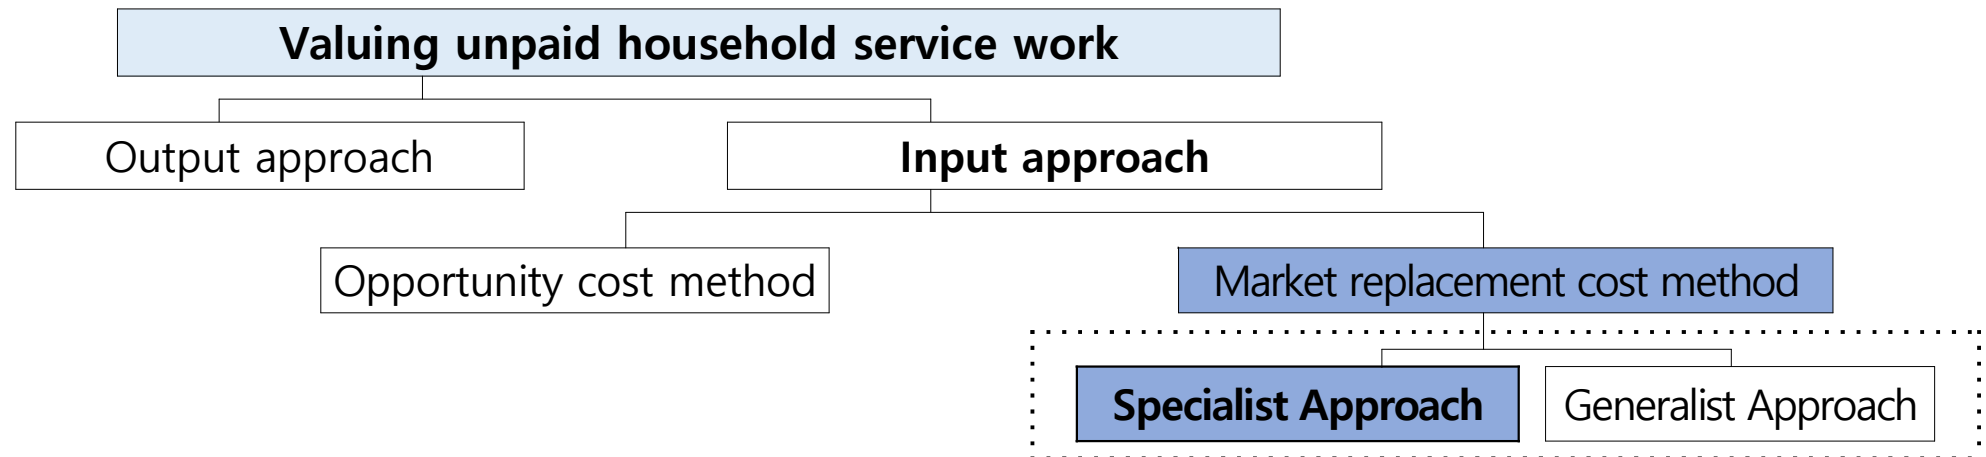 Valuing unpaid household service work
Output approach
Input approach
Opportunity cost method
Market replacement cost method
Specialist Approach
Generalist Approach